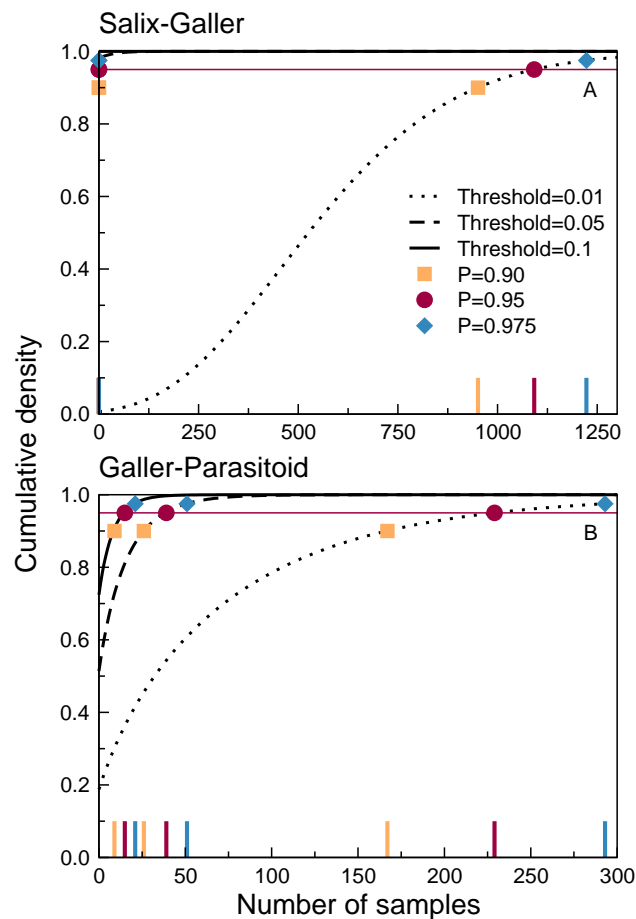 Salix-Galler
1.0
0.8
0.6
0.4
0.2
0.0
A
Threshold=0.01
Threshold=0.05
Threshold=0.1
P=0.90
P=0.95
P=0.975
0 250 500 750 1000 1250
Cumulative density
Galler-Parasitoid
1.0
0.8
0.6
0.4
0.2
0.0
B
0 50 100 150 200 250 300
Number of samples